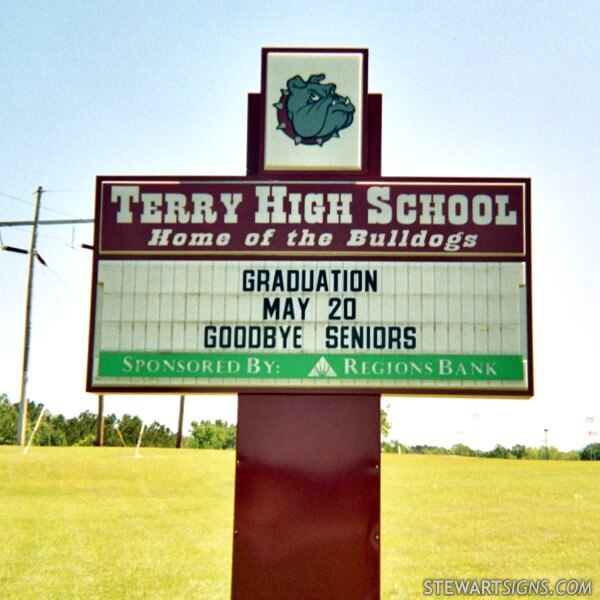 Terry High School
Home of the Bulldogs
GRADUATION
MAY 20
GOODBYE SENIORS
Sponsored By: Regions Bank
STEWARTSIGNS.COM